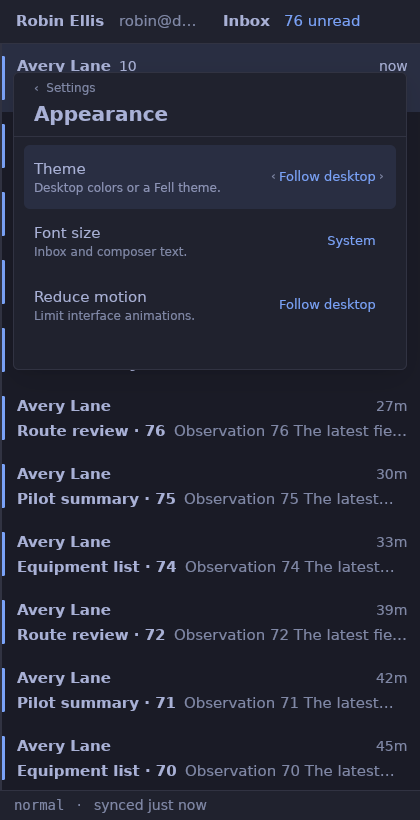 Robin Ellis robin@d... Inbox 76 unread
Avery Lane 10 now
‹ Settings
Appearance
Theme ‹ Follow desktop ›
Desktop colors or a Fell theme.
Font size System
Inbox and composer text.
Reduce motion Follow desktop
Limit interface animations.
Avery Lane 27m
Route review · 76 Observation 76 The latest fie...
Avery Lane 30m
Pilot summary · 75 Observation 75 The latest...
Avery Lane 33m
Equipment list · 74 Observation 74 The latest...
Avery Lane 39m
Route review · 72 Observation 72 The latest fie...
Avery Lane 42m
Pilot summary · 71 Observation 71 The latest...
Avery Lane 45m
Equipment list · 70 Observation 70 The latest...
normal · synced just now